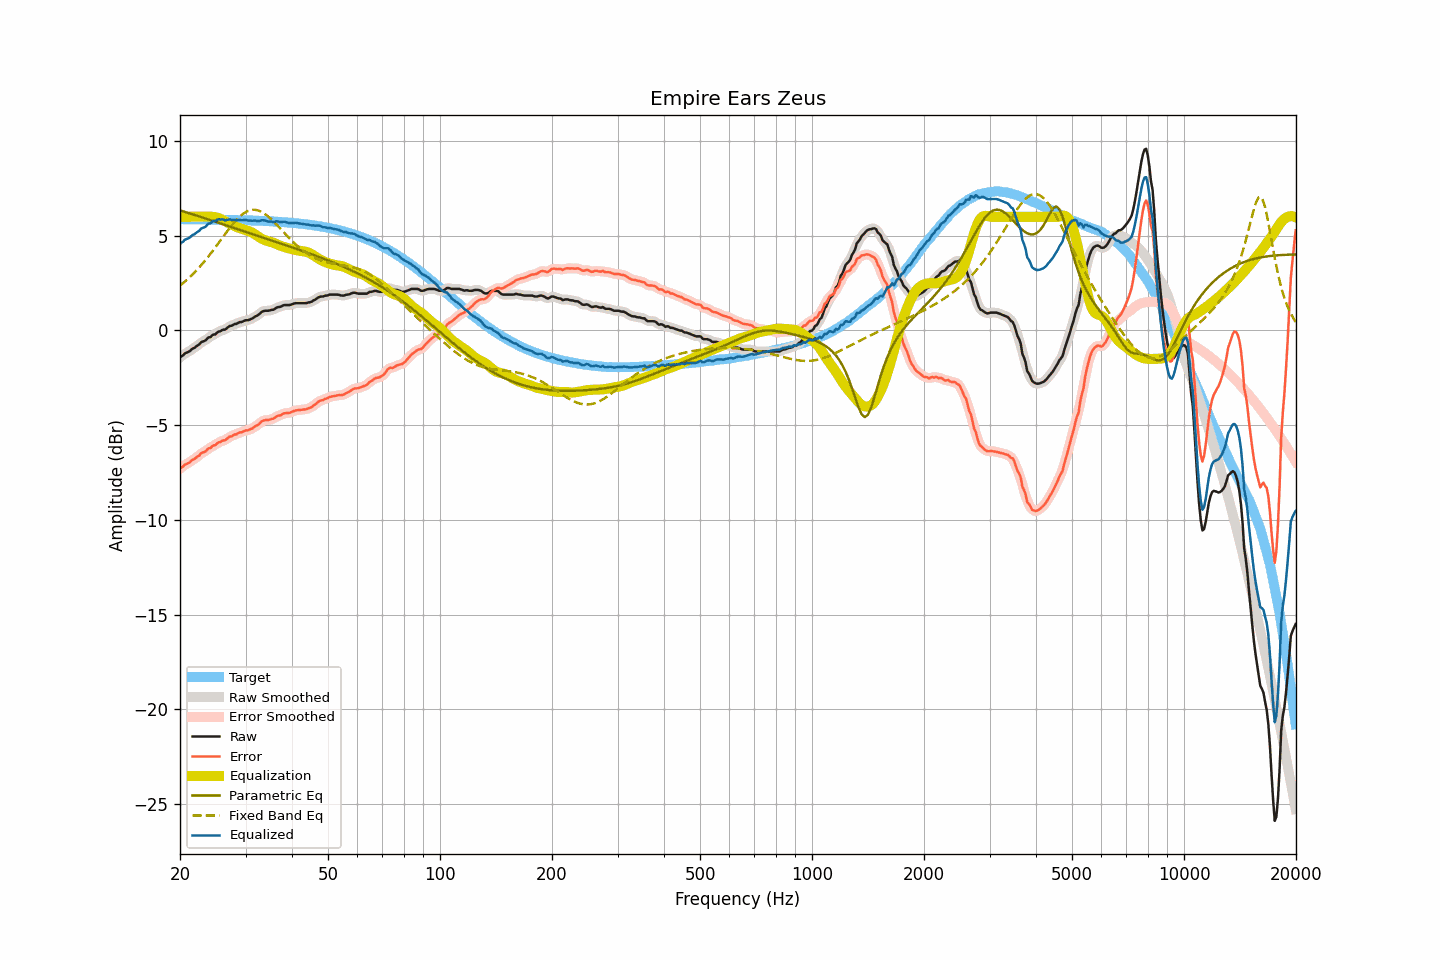 Empire Ears Zeus
10
5
0
−5
−10
−15
−20
−25
Amplitude (dBr)
Target
Raw Smoothed
Error Smoothed
Raw
Error
Equalization
Parametric Eq
Fixed Band Eq
Equalized
20 50 100 200 500 1000 2000 5000 10000 20000
Frequency (Hz)